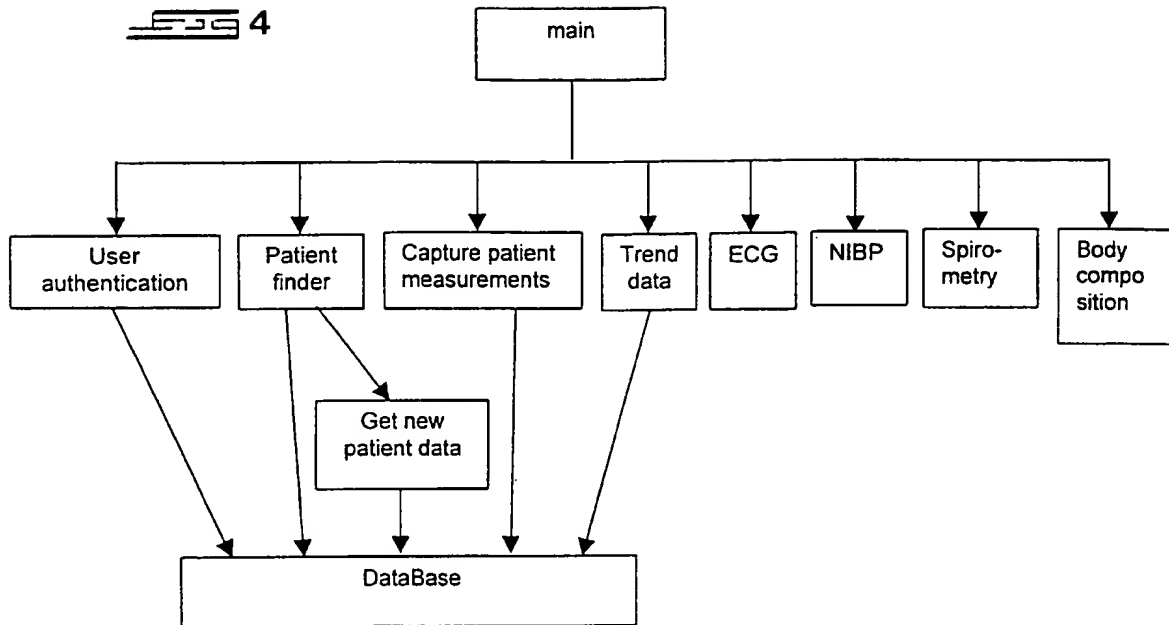 FIG 4
main
User
authentication
Patient
finder
Capture patient
measurements
Trend
data
ECG
NIBP
Spiro-
metry
Body
compo
sition
Get new
patient data
DataBase